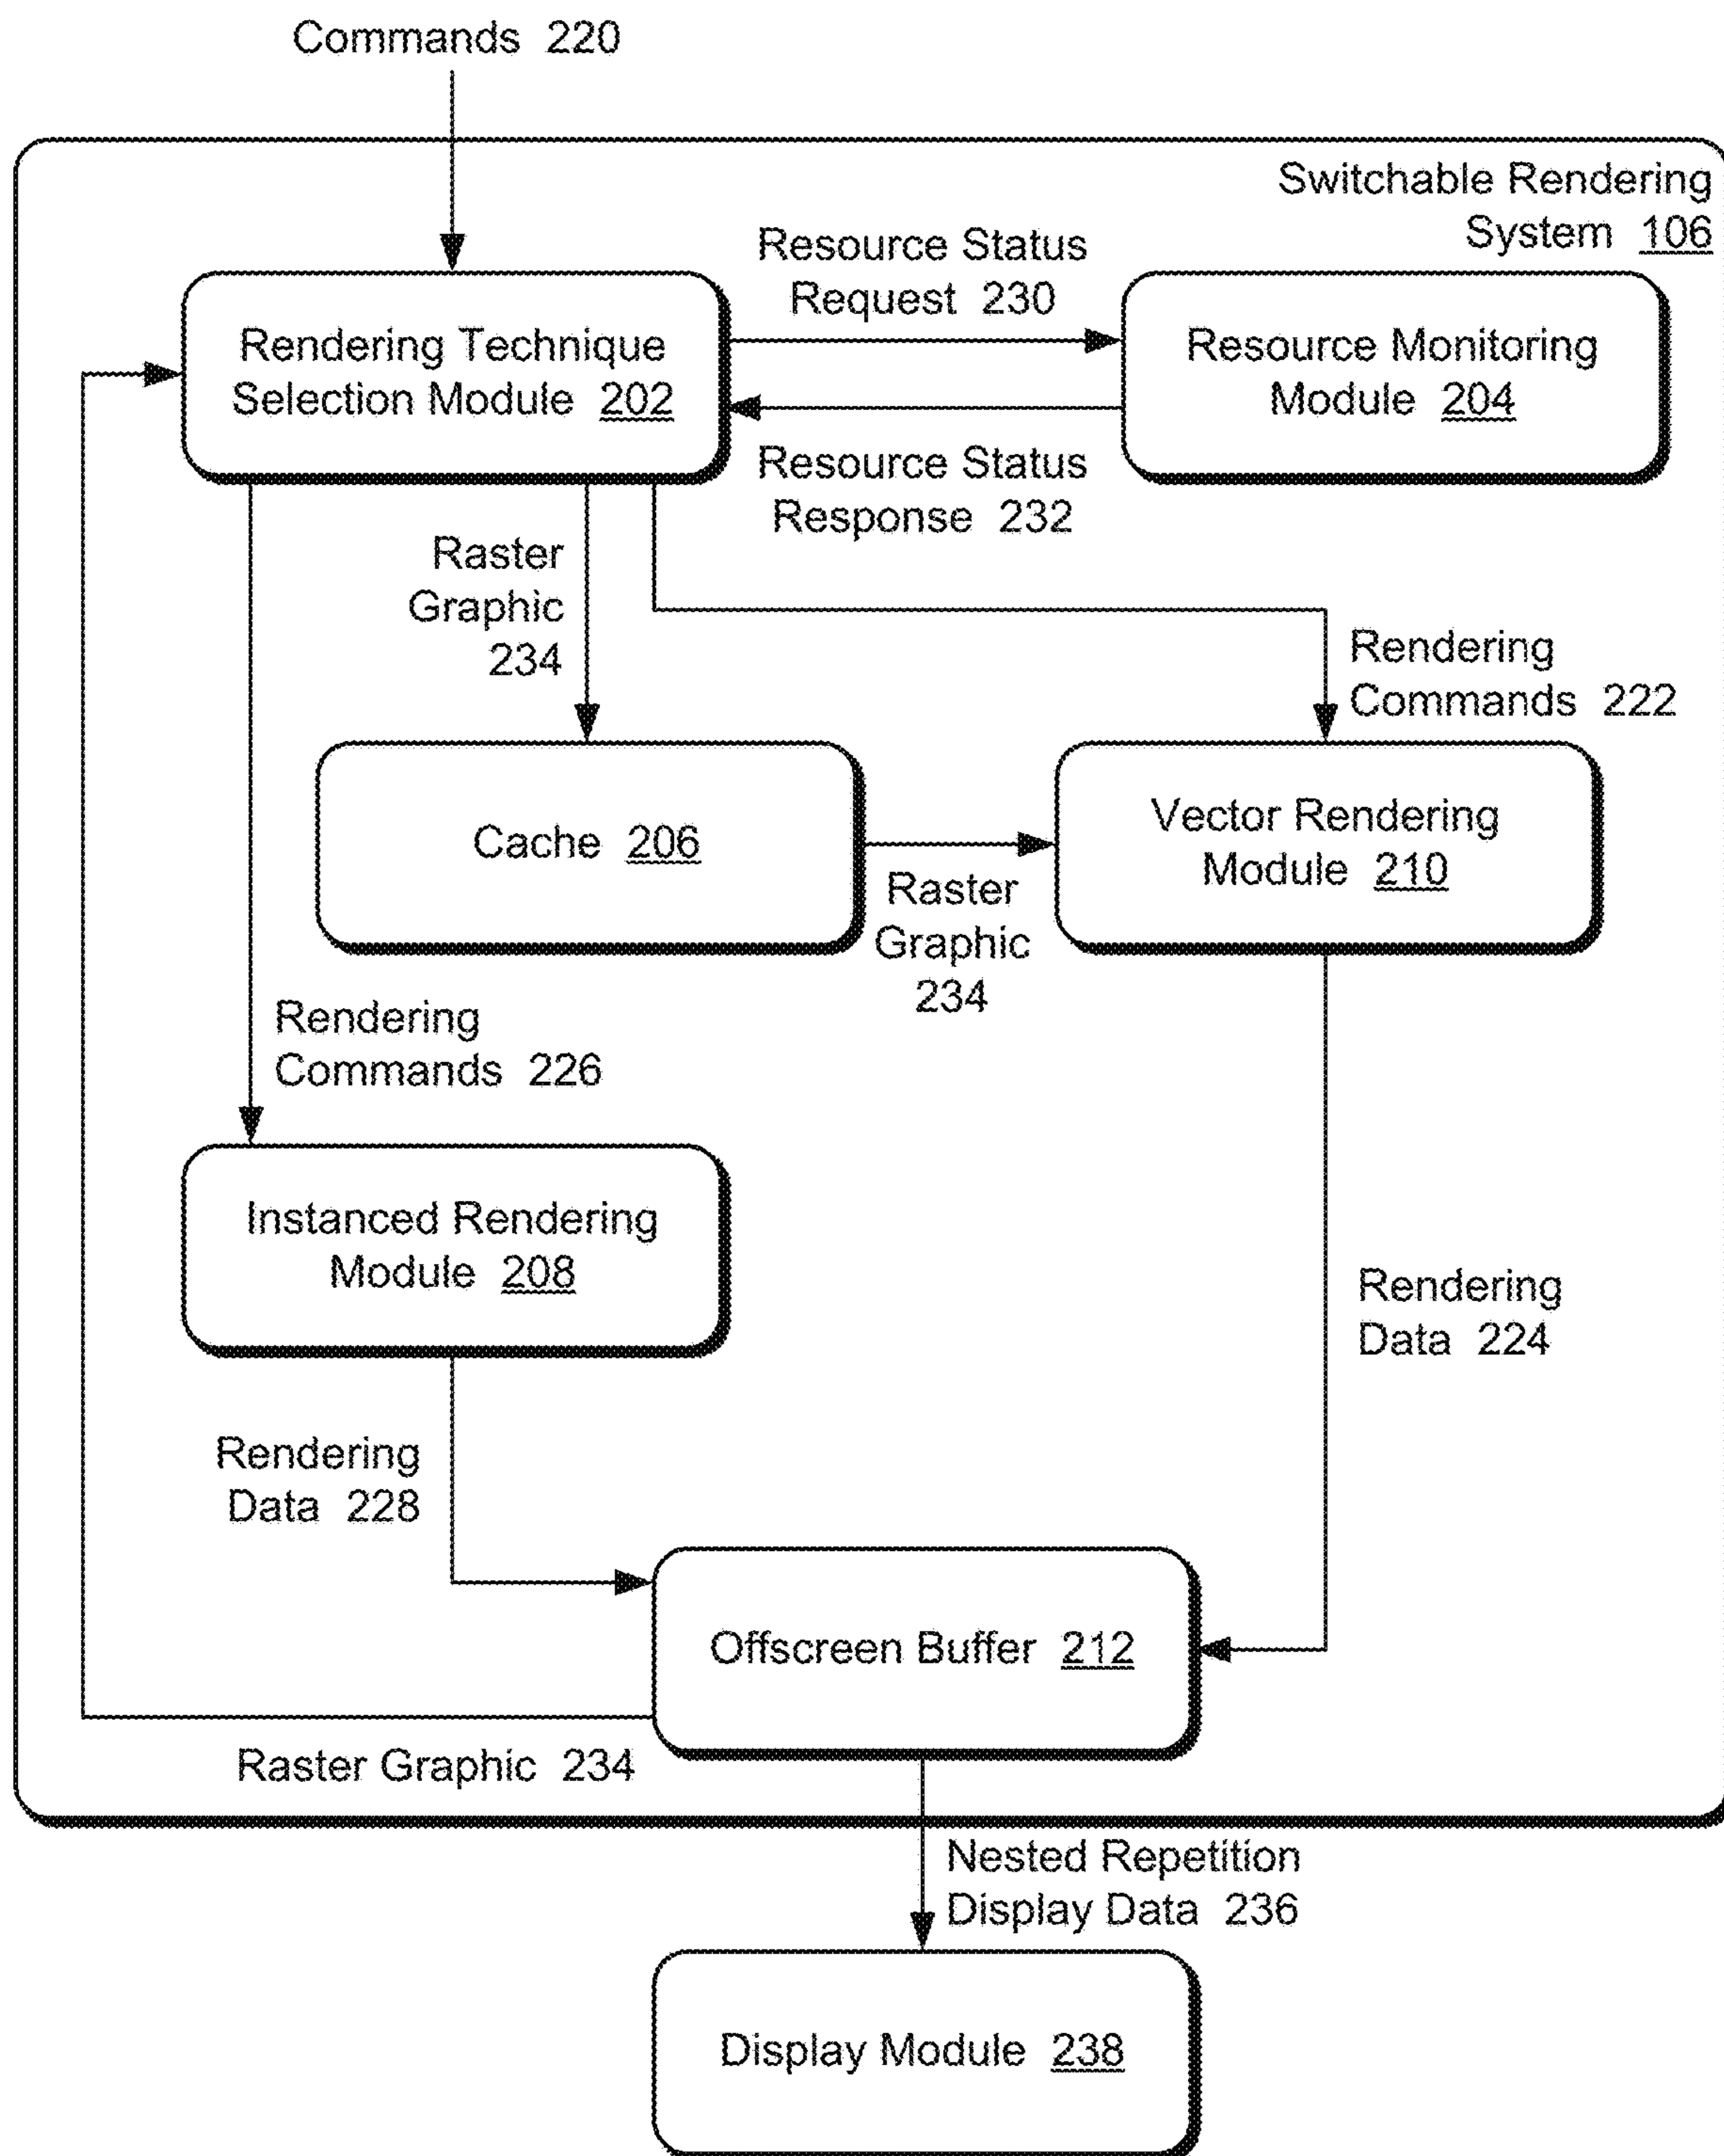 Commands 220
Switchable Rendering
System 106
Resource Status
Request 230
Rendering Technique
Selection Module 202
Resource Monitoring
Module 204
Resource Status
Response 232
Raster
Graphic
234
Rendering
Commands 222
Cache 206
Vector Rendering
Module 210
Raster
Graphic
234
Rendering
Commands 226
Instanced Rendering
Module 208
Rendering
Data 224
Rendering
Data 228
Offscreen Buffer 212
Raster Graphic 234
Nested Repetition
Display Data 236
Display Module 238